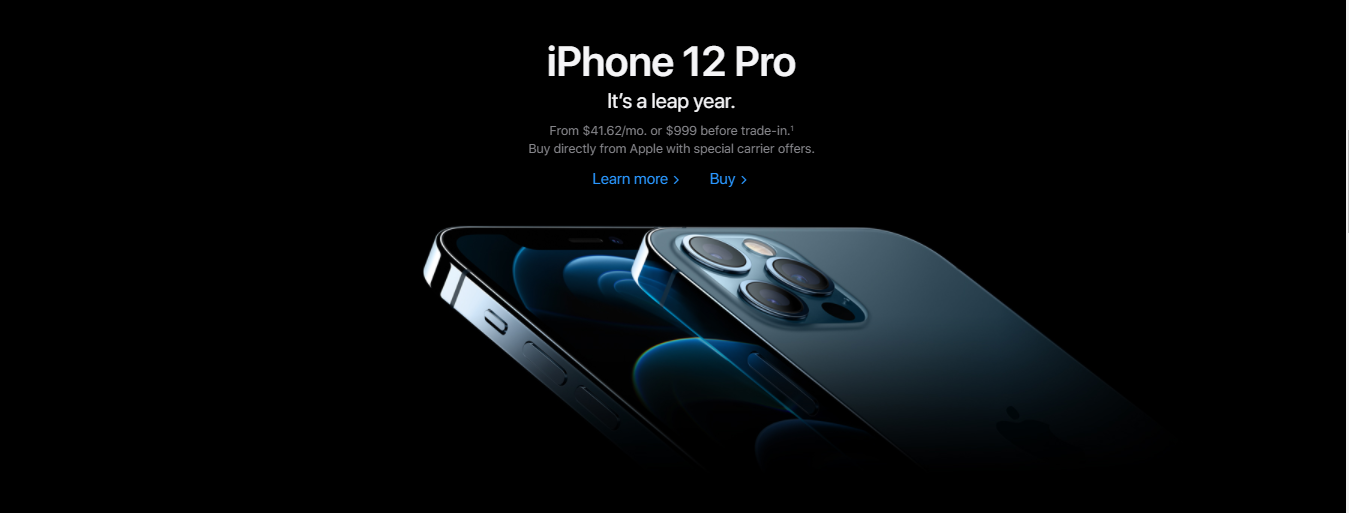 iPhone 12 Pro
It's a leap year.
From $41.62/mo. or $999 before trade-in.¹
Buy directly from Apple with special carrier offers.
Learn more > Buy >